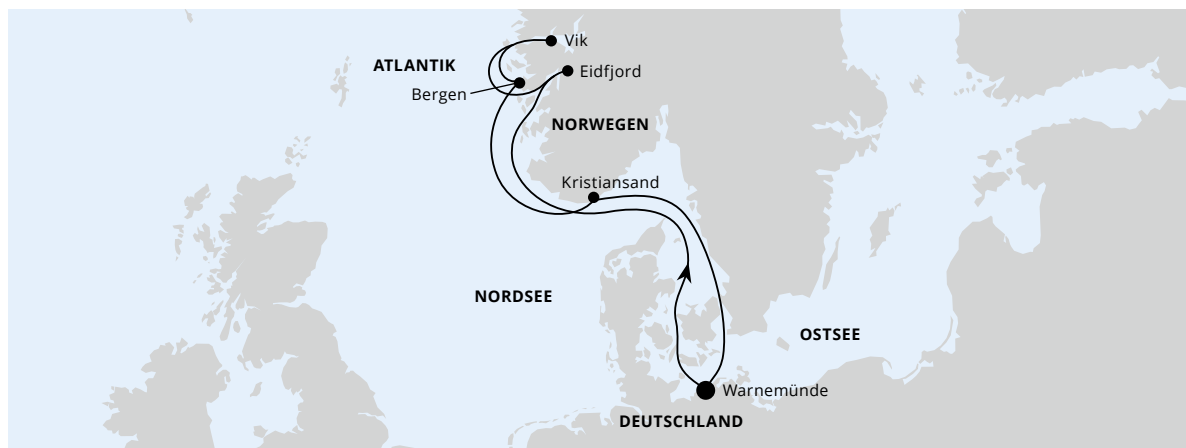 Vik
ATLANTIK
Eidfjord
Bergen
NORWEGEN
Kristiansand
NORDSEE
OSTSEE
Warnemünde
DEUTSCHLAND